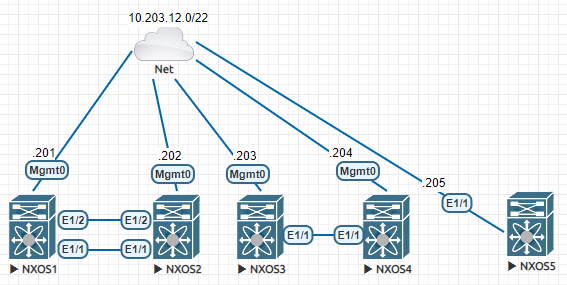 10.203.12.0/22
Net
.201
.202
.203
.204
.205
Mgmt0
Mgmt0
Mgmt0
Mgmt0
E1/1
E1/2
E1/2
E1/1
E1/1
E1/1
E1/1
NXOS1
NXOS2
NXOS3
NXOS4
NXOS5